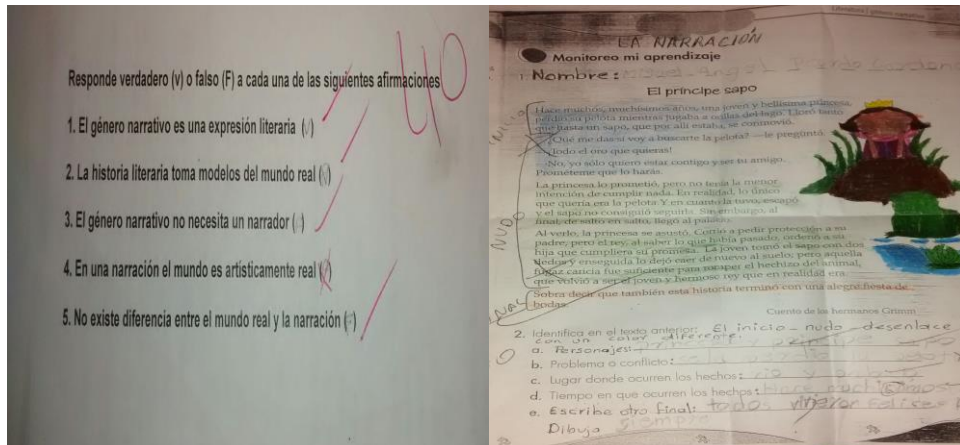 Responde verdadero (v) o falso (F) a cada una de las siguientes afirmaciones
40
1. El género narrativo es una expresión literaria (V)
2. La historia literaria toma modelos del mundo real (V)
3. El género narrativo no necesita un narrador ( )
4. En una narración el mundo es artísticamente real ( )
5. No existe diferencia entre el mundo real y la narración ( )
LA NARRACIÓN
Monitoreo mi aprendizaje
1. Nombre:
El príncipe sapo
Hace muchos, muchísimos años, una joven y bellísima princesa
perdió su pelota mientras jugaba a orillas del lago. Lloró tanto
que hasta un sapo, que por allí estaba, se conmovió.
—¿Qué me das si voy a buscarte la pelota? —le preguntó.
—¡Todo el oro que quieras!
—No, yo sólo quiero estar contigo y ser tu amigo.
Prométeme que lo harás.
La princesa lo prometió, pero no tenía la menor
intención de cumplir nada. En realidad, lo único
que quería era la pelota. Y en cuanto la tuvo, escapó
y el sapo no consiguió seguirla. Sin embargo, al
final, de salto en salto, llegó al palacio.
Al verlo, la princesa se asustó. Corrió a pedir protección a su
padre, pero el rey, al saber lo que había pasado, ordenó a su
hija que cumpliera su promesa. La joven tomó el sapo con dos
dedos y enseguida lo dejó caer de nuevo al suelo; pero aquella
fugaz caricia fue suficiente para romper el hechizo del animal,
que volvió a ser el joven y hermoso rey que en realidad era.
Sobra decir que también esta historia terminó con una alegre fiesta de
bodas.
NUDO
Cuento de los hermanos Grimm
2. Identifica en el texto anterior: El inicio - nudo - desenlace
con un color diferente.
a. Personajes: sapo
b. Problema o conflicto:
c. Lugar donde ocurren los hechos:
d. Tiempo en que ocurren los hechos: Hace
e. Escribe otro final: todos vivieron felices
Dibuja siempre